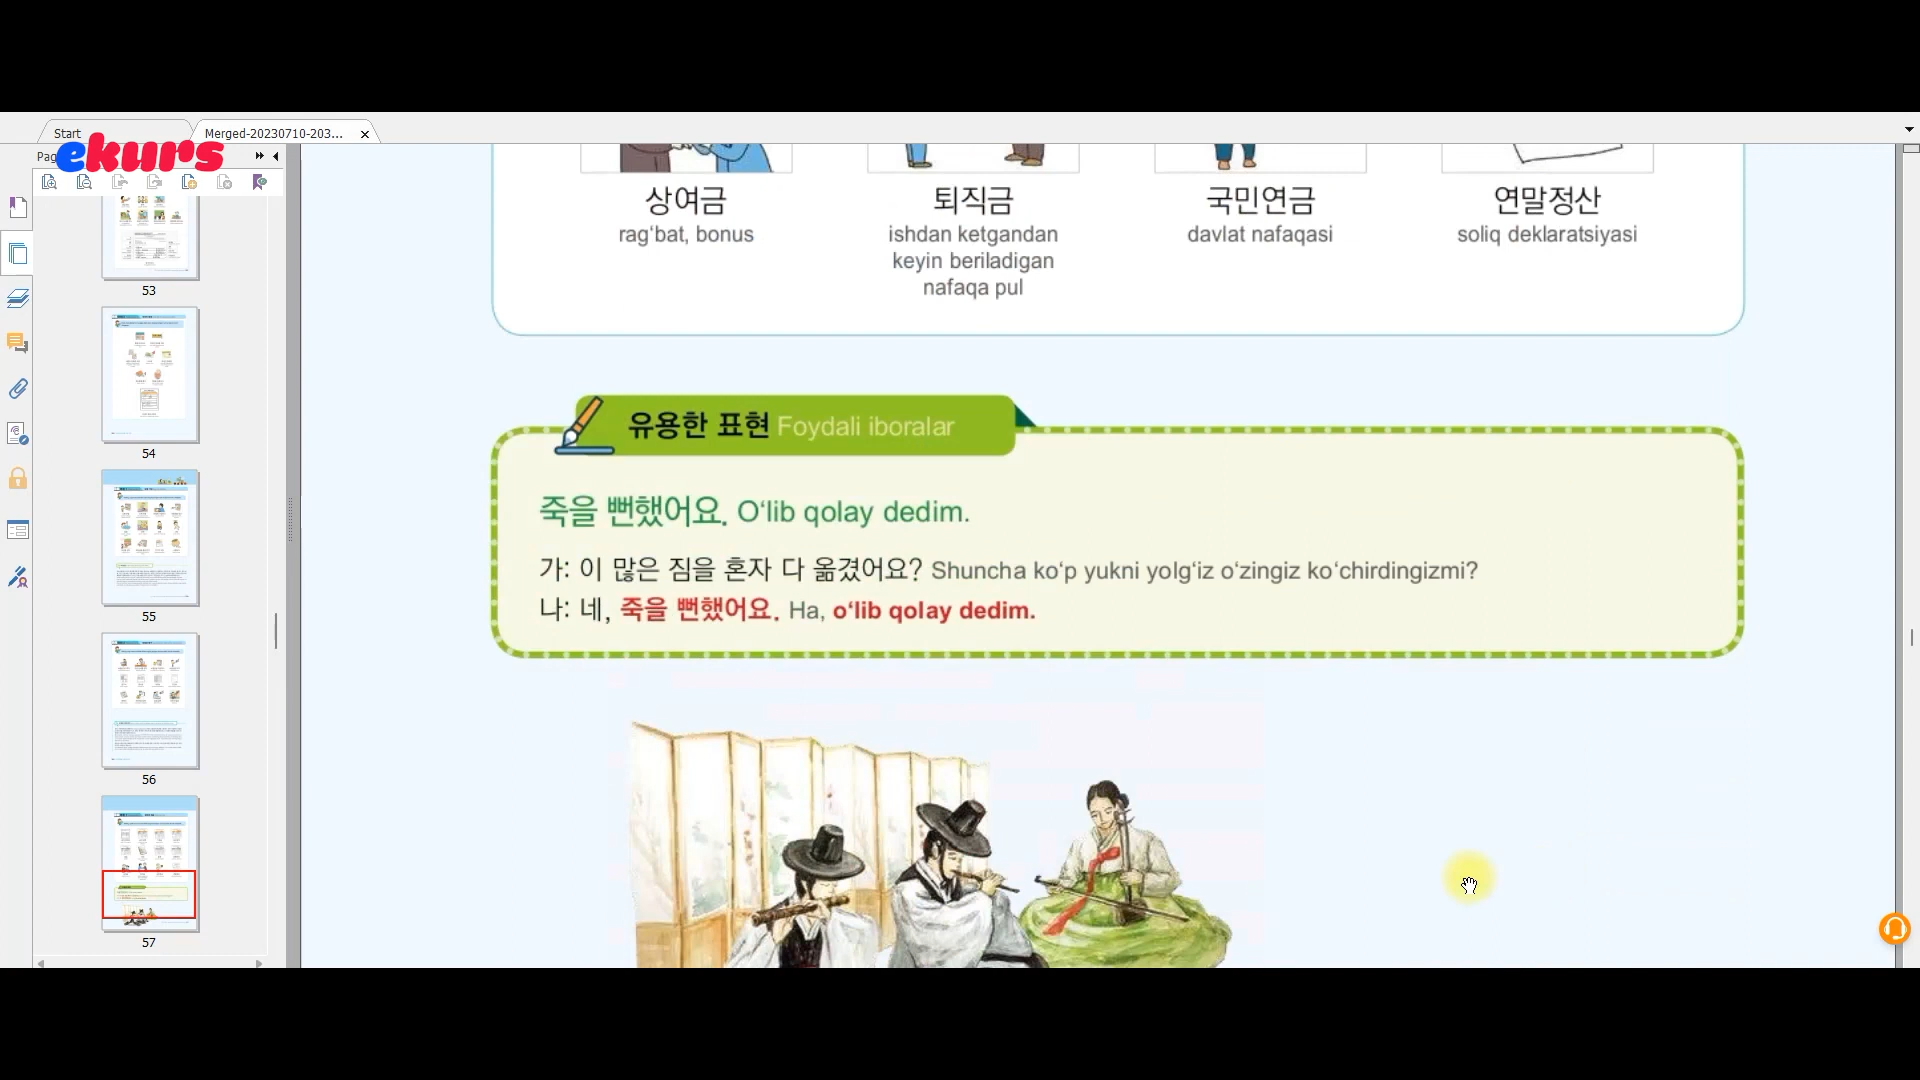 Start
Merged-20230710-203...
Pag
ekurs
53
54
55
56
57
상여금
rag‘bat, bonus
퇴직금
ishdan ketgandan
keyin beriladigan
nafaqa pul
국민연금
davlat nafaqasi
연말정산
soliq deklaratsiyasi
유용한 표현 Foydali iboralar
죽을 뻔했어요. O‘lib qolay dedim.
가: 이 많은 짐을 혼자 다 옮겼어요? Shuncha ko‘p yukni yolg‘iz o‘zingiz ko‘chirdingizmi?
나: 네, 죽을 뻔했어요. Ha, o‘lib qolay dedim.